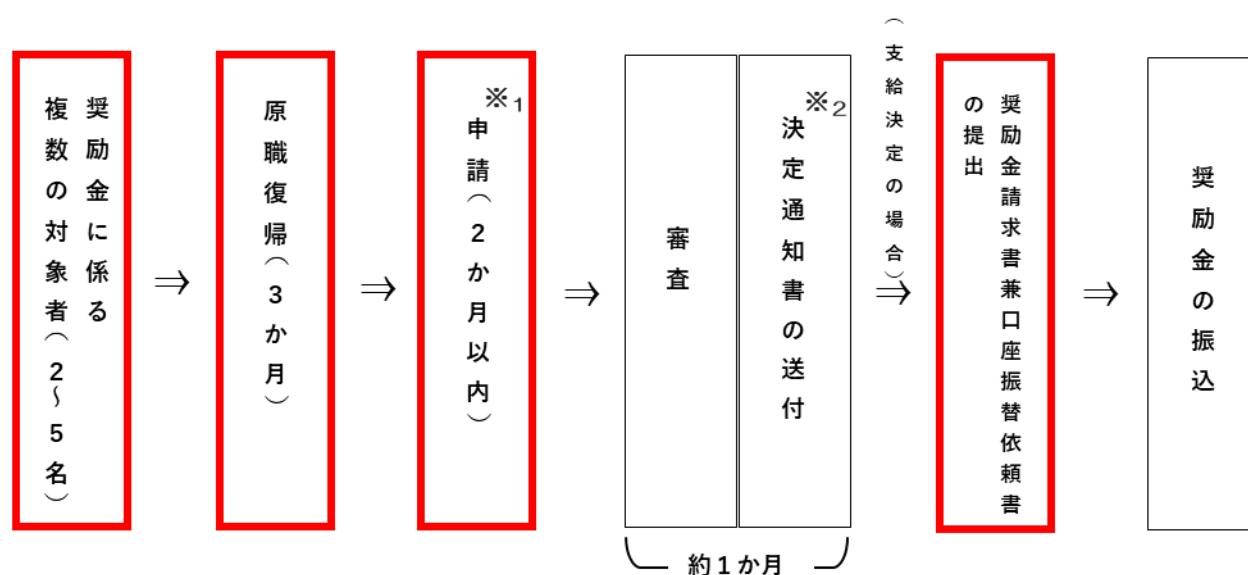 奨励金に係る
複数の対象者（2～5名）
⇒
原職復帰（3か月）
⇒
※1
申請（2か月以内）
⇒
審査
※2
決定通知書の送付
約1か月
（支給決定の場合）
⇒
奨励金請求書兼口座振替依頼書
の提出
⇒
奨励金の振込